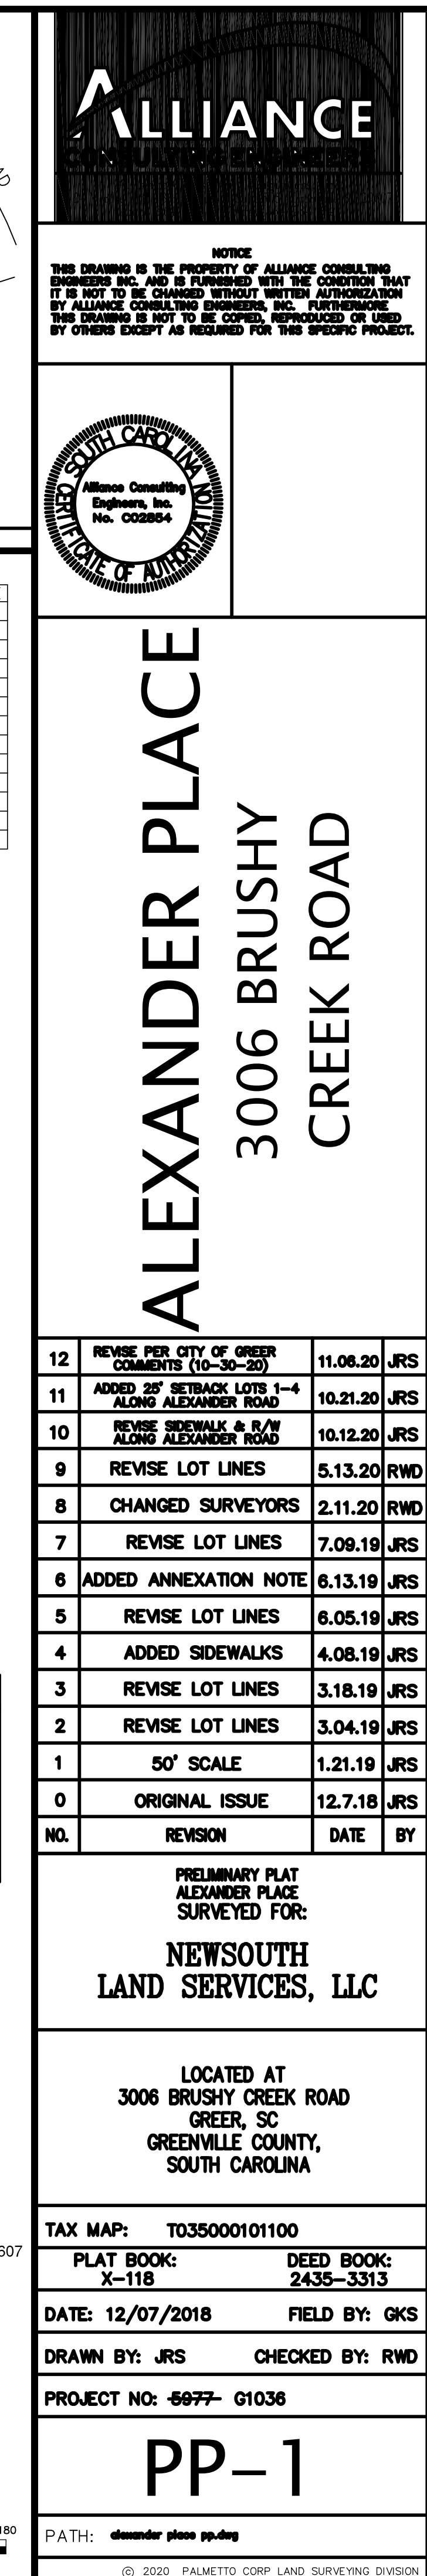 ALLIANCE
CONSULTING ENGINEERS
NOTICE
THIS DRAWING IS THE PROPERTY OF ALLIANCE CONSULTING
ENGINEERS INC. AND IS FURNISHED WITH THE CONDITION THAT
IT IS NOT TO BE CHANGED WITHOUT WRITTEN AUTHORIZATION
BY ALLIANCE CONSULTING ENGINEERS, INC. FURTHERMORE
THIS DRAWING IS NOT TO BE COPIED, REPRODUCED OR USED
BY OTHERS EXCEPT AS REQUIRED FOR THIS SPECIFIC PROJECT.
SOUTH CAROLINA NO.
Alliance Consulting
Engineers, Inc.
No. C02854
CERTIFICATE OF AUTHORIZATION
ALEXANDER PLACE
3006 BRUSHY
CREEK ROAD
12 REVISE PER CITY OF GREER COMMENTS (10-30-20) 11.06.20 JRS
11 ADDED 25' SETBACK LOTS 1-4 ALONG ALEXANDER ROAD 10.21.20 JRS
10 REVISE SIDEWALK & R/W ALONG ALEXANDER ROAD 10.12.20 JRS
9 REVISE LOT LINES 5.13.20 RWD
8 CHANGED SURVEYORS 2.11.20 RWD
7 REVISE LOT LINES 7.09.19 JRS
6 ADDED ANNEXATION NOTE 6.13.19 JRS
5 REVISE LOT LINES 6.05.19 JRS
4 ADDED SIDEWALKS 4.08.19 JRS
3 REVISE LOT LINES 3.18.19 JRS
2 REVISE LOT LINES 3.04.19 JRS
1 50' SCALE 1.21.19 JRS
0 ORIGINAL ISSUE 12.7.18 JRS
NO. REVISION DATE BY
PRELIMINARY PLAT
ALEXANDER PLACE
SURVEYED FOR:
NEWSOUTH
LAND SERVICES, LLC
LOCATED AT
3006 BRUSHY CREEK ROAD
GREER, SC
GREENVILLE COUNTY,
SOUTH CAROLINA
TAX MAP: T035000101100
607
PLAT BOOK: DEED BOOK:
X-118 2435-3313
DATE: 12/07/2018 FIELD BY: GKS
DRAWN BY: JRS CHECKED BY: RWD
PROJECT NO: 5977 G1036
PP-1
180
PATH: alexander place pp.dwg
© 2020 PALMETTO CORP LAND SURVEYING DIVISION